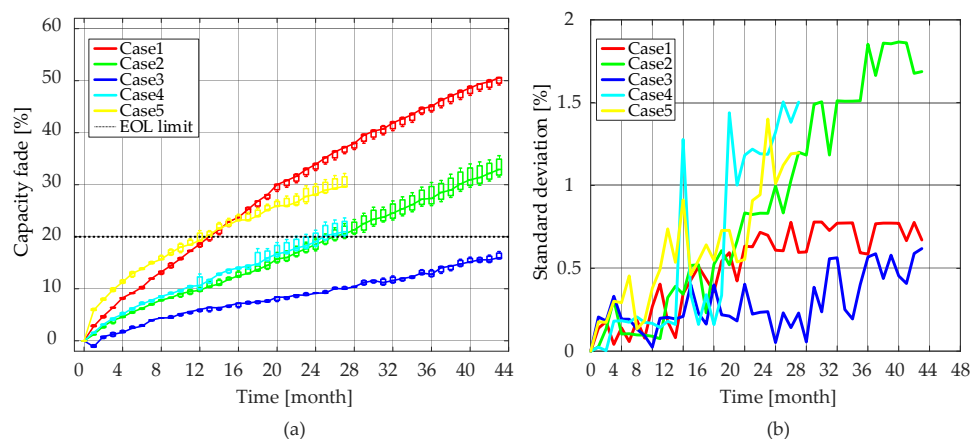 60
50
40
30
20
10
0
Capacity fade [%]
Case1
Case2
Case3
Case4
Case5
EOL limit
0 4 8 12 16 20 24 28 32 36 40 44
Time [month]
(a)
2
1.5
1
0.5
0
Standard deviation [%]
Case1
Case2
Case3
Case4
Case5
0 4 8 12 16 20 24 28 32 36 40 44 48
Time [month]
(b)